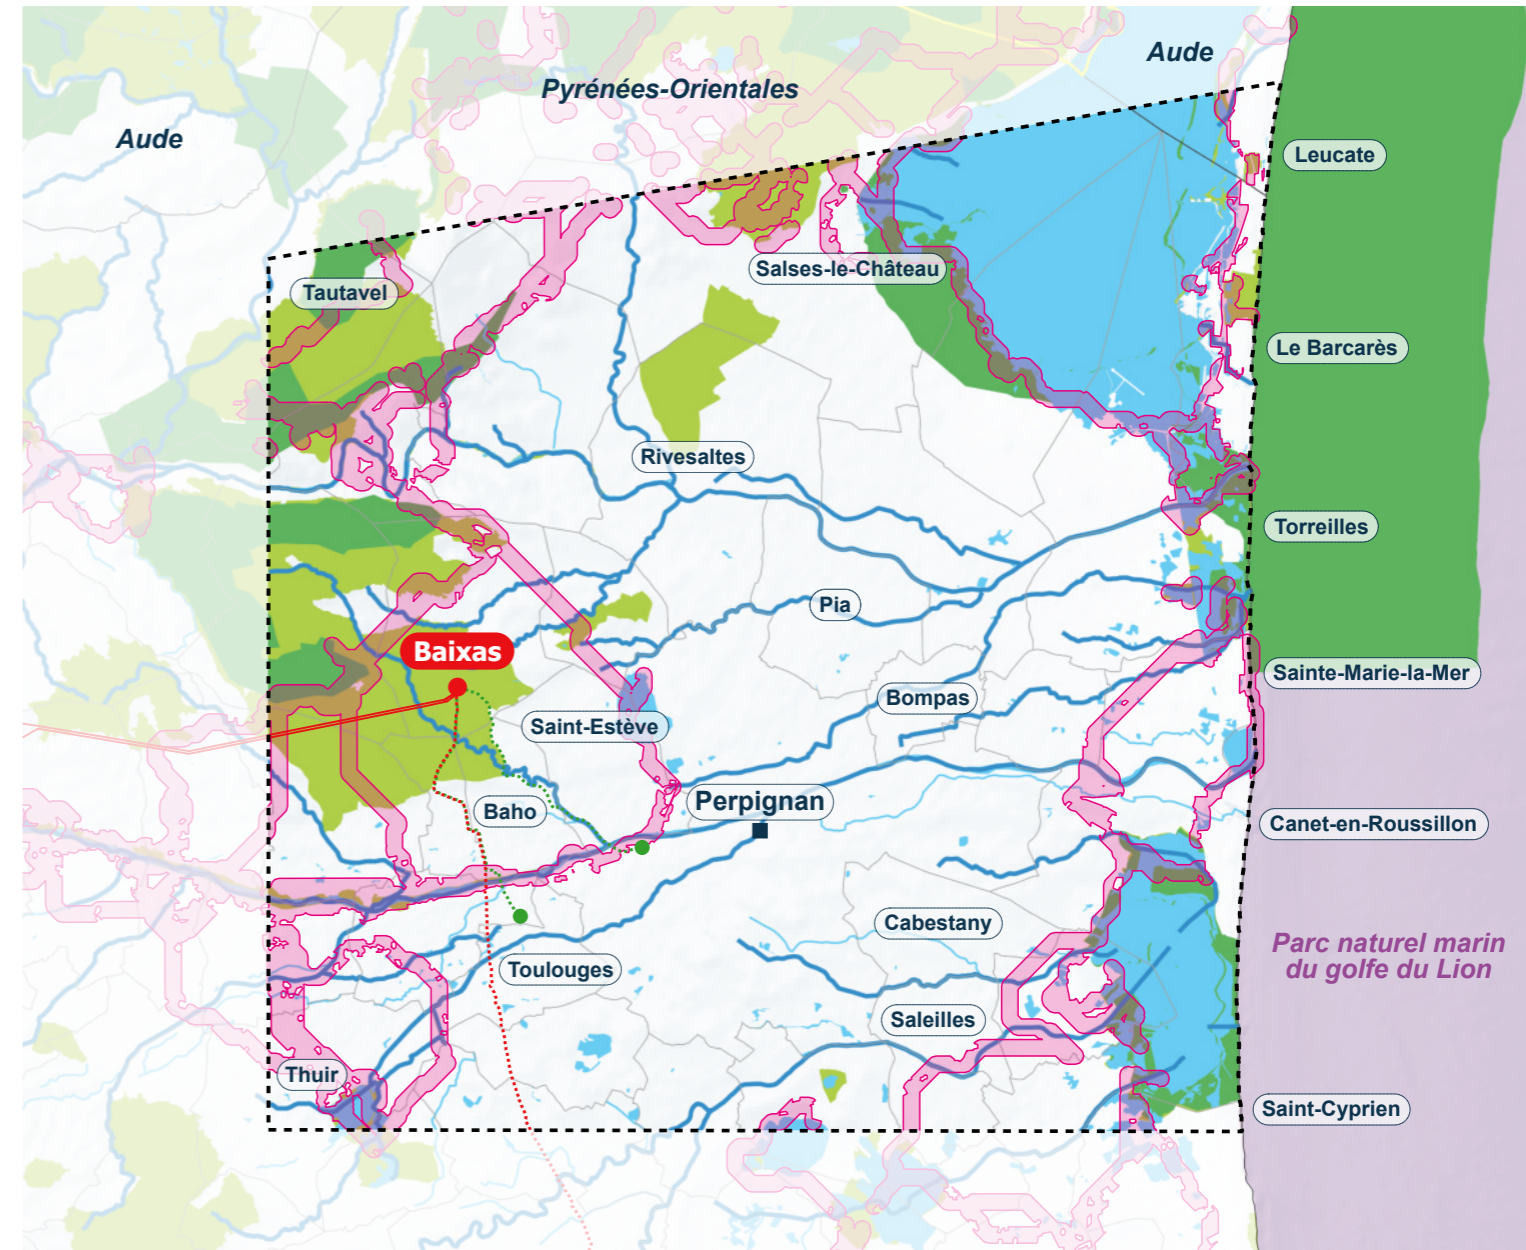 Aude
Pyrénées-Orientales
Aude
Leucate
Salses-le-Château
Tautavel
Le Barcarès
Rivesaltes
Torreilles
Pia
Baixas
Sainte-Marie-la-Mer
Bompas
Saint-Estève
Perpignan
Baho
Canet-en-Roussillon
Cabestany
Parc naturel marin
du golfe du Lion
Toulouges
Saleilles
Thuir
Saint-Cyprien